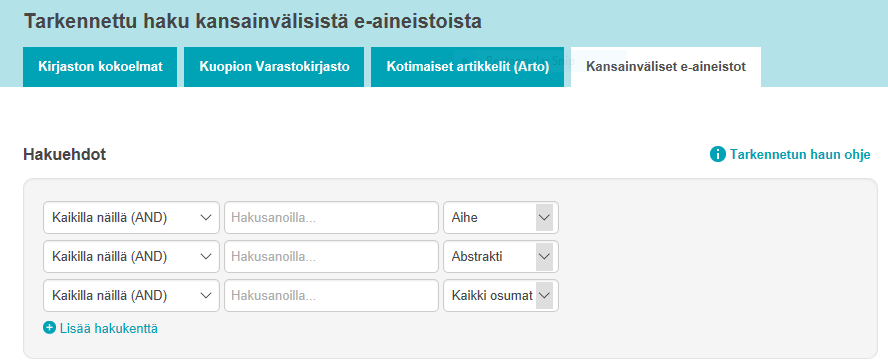 Tarkennettu haku kansainvälisistä e-aineistoista
Kirjaston kokoelmat Kuopion Varastokirjasto Kotimaiset artikkelit (Arto) Kansainväliset e-aineistot
Hakuehdot Tarkennetun haun ohje
Kaikilla näillä (AND) Hakusanoilla... Aihe
Kaikilla näillä (AND) Hakusanoilla... Abstrakti
Kaikilla näillä (AND) Hakusanoilla... Kaikki osumat
Lisää hakukenttä